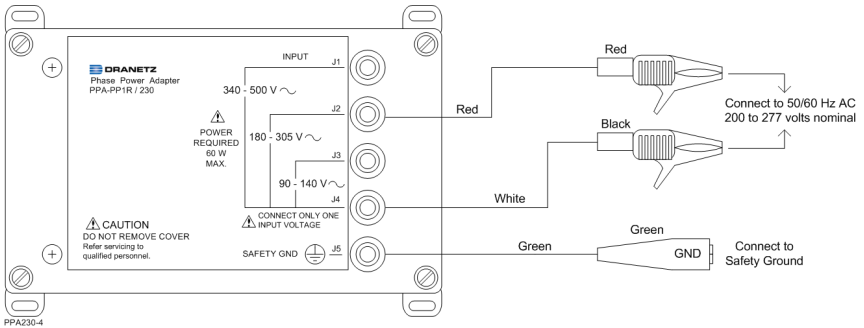 DRANETZ
Phase Power Adapter
PPA-PP1R / 230
INPUT
J1
340 - 500 V
J2
180 - 305 V
J3
90 - 140 V
J4
POWER
REQUIRED
60 W
MAX.
CONNECT ONLY ONE
INPUT VOLTAGE
CAUTION
DO NOT REMOVE COVER
Refer servicing to
qualified personnel.
SAFETY GND
J5
Red
Red
Black
White
Connect to 50/60 Hz AC
200 to 277 volts nominal
Green
Green
GND
Connect to
Safety Ground
PPA230-4